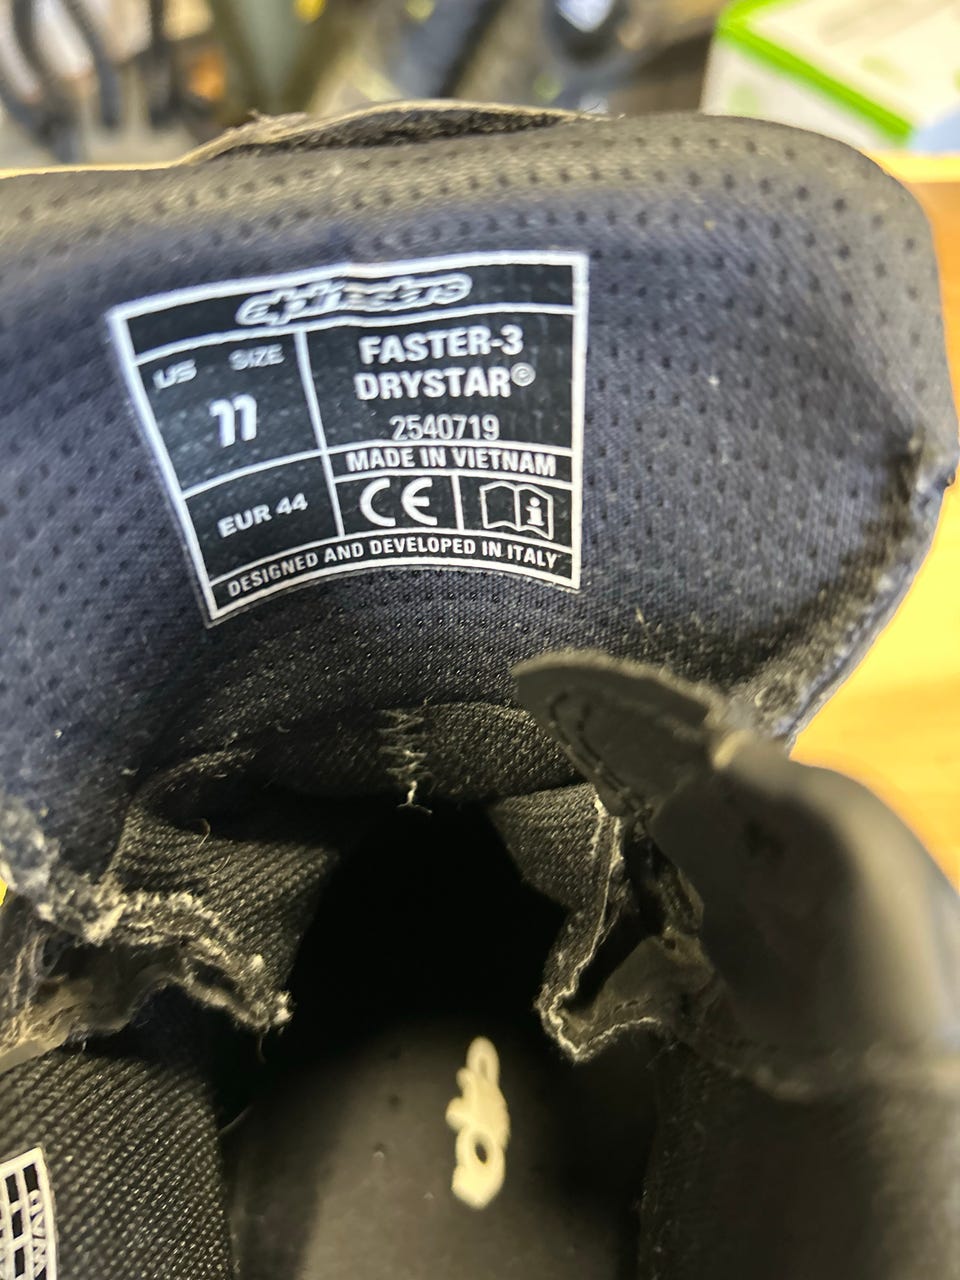 alpinestars
US SIZE
11
EUR 44
FASTER-3
DRYSTAR®
2540719
MADE IN VIETNAM
CE
i
DESIGNED AND DEVELOPED IN ITALY